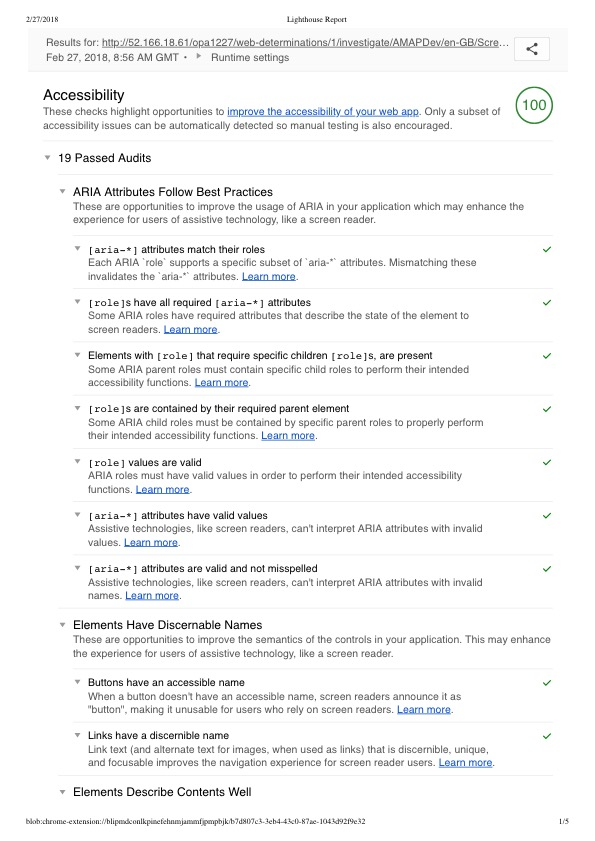 2/27/2018 Lighthouse Report
Results for: http://52.166.18.61/opa1227/web-determinations/1/investigate/AMAPDev/en-GB/Scre…
Feb 27, 2018, 8:56 AM GMT • Runtime settings
Accessibility
These checks highlight opportunities to improve the accessibility of your web app. Only a subset of
accessibility issues can be automatically detected so manual testing is also encouraged.
100
19 Passed Audits
ARIA Attributes Follow Best Practices
These are opportunities to improve the usage of ARIA in your application which may enhance the
experience for users of assistive technology, like a screen reader.
[aria-*] attributes match their roles
Each ARIA `role` supports a specific subset of `aria-*` attributes. Mismatching these
invalidates the `aria-*` attributes. Learn more.
[role]s have all required [aria-*] attributes
Some ARIA roles have required attributes that describe the state of the element to
screen readers. Learn more.
Elements with [role] that require specific children [role]s, are present
Some ARIA parent roles must contain specific child roles to perform their intended
accessibility functions. Learn more.
[role]s are contained by their required parent element
Some ARIA child roles must be contained by specific parent roles to properly perform
their intended accessibility functions. Learn more.
[role] values are valid
ARIA roles must have valid values in order to perform their intended accessibility
functions. Learn more.
[aria-*] attributes have valid values
Assistive technologies, like screen readers, can't interpret ARIA attributes with invalid
values. Learn more.
[aria-*] attributes are valid and not misspelled
Assistive technologies, like screen readers, can't interpret ARIA attributes with invalid
names. Learn more.
Elements Have Discernable Names
These are opportunities to improve the semantics of the controls in your application. This may enhance
the experience for users of assistive technology, like a screen reader.
Buttons have an accessible name
When a button doesn't have an accessible name, screen readers announce it as
"button", making it unusable for users who rely on screen readers. Learn more.
Links have a discernible name
Link text (and alternate text for images, when used as links) that is discernible, unique,
and focusable improves the navigation experience for screen reader users. Learn more.
Elements Describe Contents Well
blob:chrome-extension://blipmdconlkpinefehnmjammfjpmpbjk/b7d807c3-3eb4-43c0-87ae-1043d92f9e32 1/5